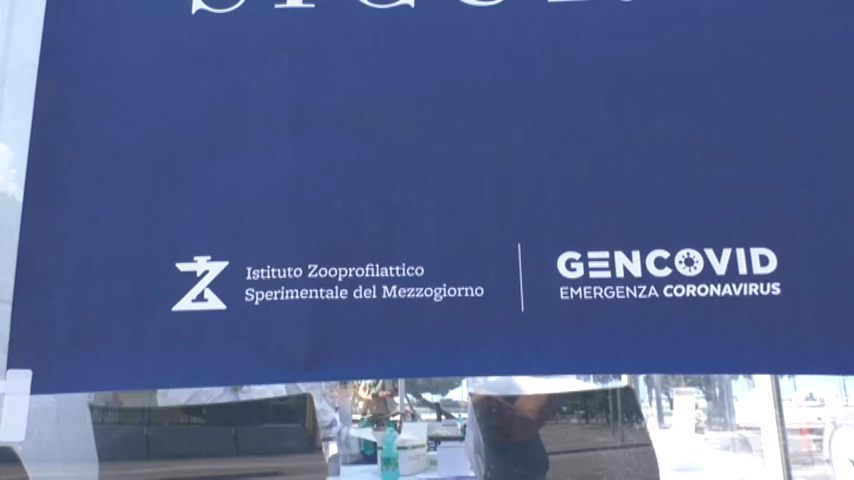 Istituto Zooprofilattico
Sperimentale del Mezzogiorno
GENCOVID
EMERGENZA CORONAVIRUS